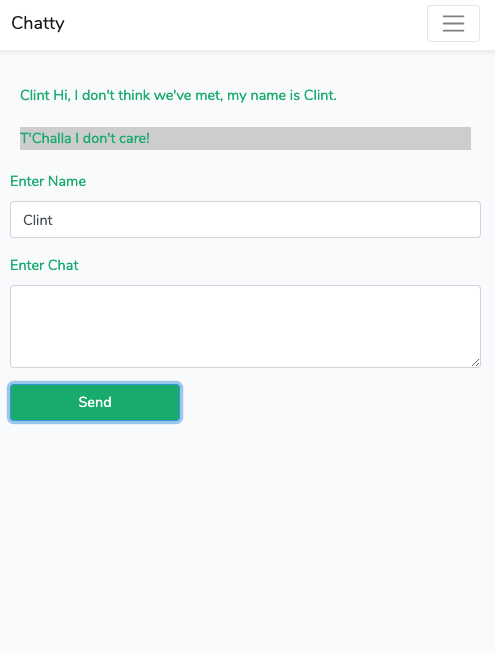 Chatty
Clint Hi, I don't think we've met, my name is Clint.
T'Challa I don't care!
Enter Name
Clint
Enter Chat
Send